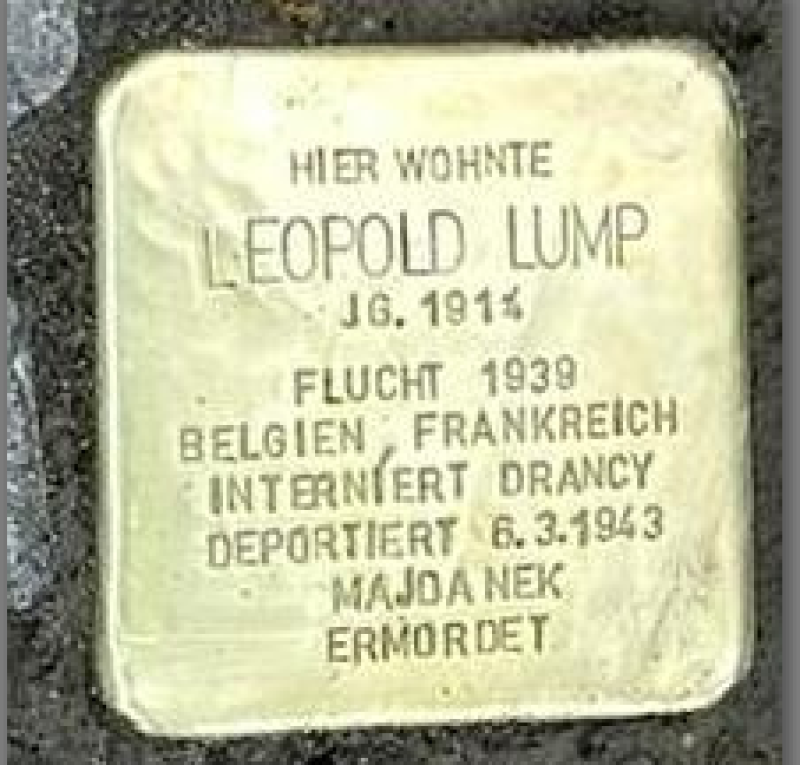 HIER WOHNTE
LEOPOLD LUMP
JG. 1914
FLUCHT 1939
BELGIEN, FRANKREICH
INTERNIERT DRANCY
DEPORTIERT 6.3.1943
MAJDANEK
ERMORDET